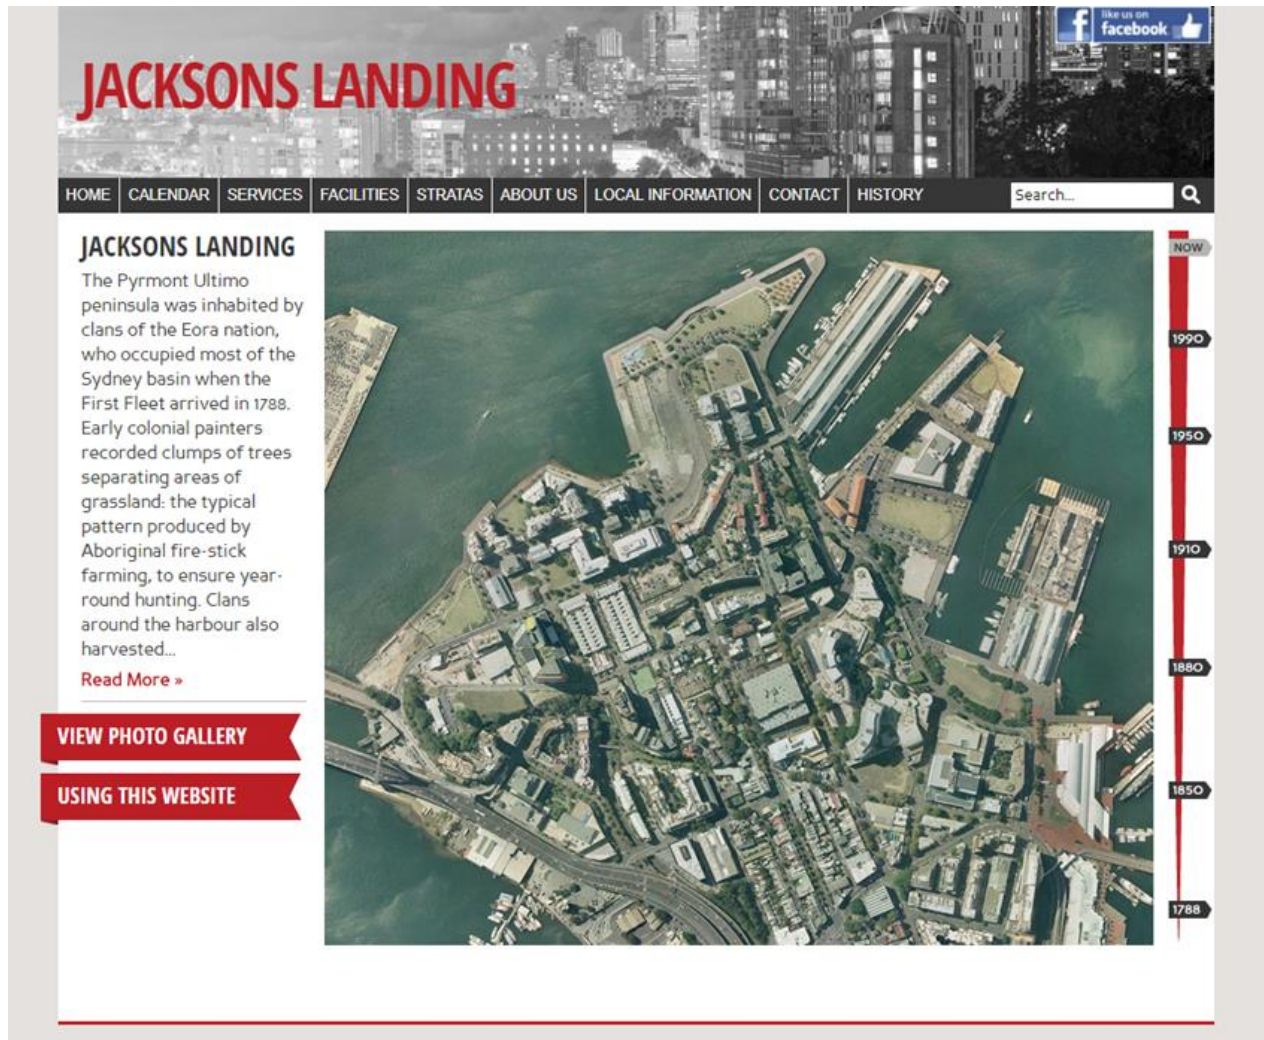 like us on
facebook
JACKSONS LANDING
HOME CALENDAR SERVICES FACILITIES STRATAS ABOUT US LOCAL INFORMATION CONTACT HISTORY Search...
JACKSONS LANDING
The Pyrmont Ultimo
peninsula was inhabited by
clans of the Eora nation,
who occupied most of the
Sydney basin when the
First Fleet arrived in 1788.
Early colonial painters
recorded clumps of trees
separating areas of
grassland: the typical
pattern produced by
Aboriginal fire-stick
farming, to ensure year-
round hunting. Clans
around the harbour also
harvested...
Read More »
VIEW PHOTO GALLERY
USING THIS WEBSITE
NOW
1990
1950
1910
1880
1850
1788